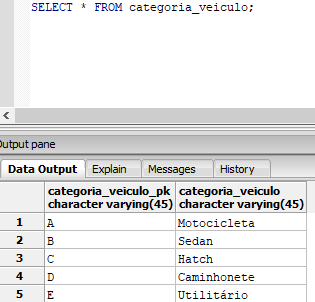 SELECT * FROM categoria_veiculo;
Output pane
Data Output Explain Messages History
categoria_veiculo_pk categoria_veiculo
character varying(45) character varying(45)
1 A Motocicleta
2 B Sedan
3 C Hatch
4 D Caminhonete
5 E Utilitário